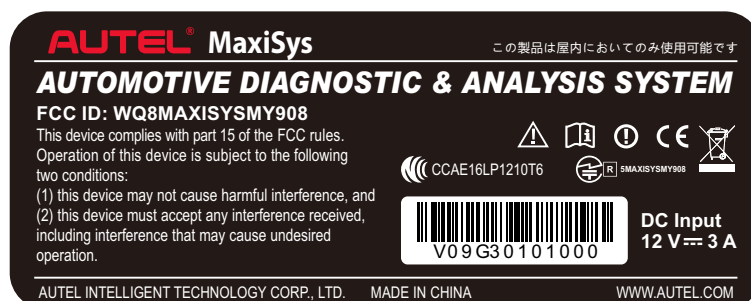 AUTEL® MaxiSys
この製品は屋内においてのみ使用可能です
AUTOMOTIVE DIAGNOSTIC & ANALYSIS SYSTEM
FCC ID: WQ8MAXISYSMY908
This device complies with part 15 of the FCC rules.
Operation of this device is subject to the following
two conditions:
(1) this device may not cause harmful interference, and
(2) this device must accept any interference received,
including interference that may cause undesired
operation.
CE
CCAE16LP1210T6
R 5MAXISYSMY908
V09G30101000
DC Input
12 V⎓ 3 A
AUTEL INTELLIGENT TECHNOLOGY CORP., LTD. MADE IN CHINA
WWW.AUTEL.COM